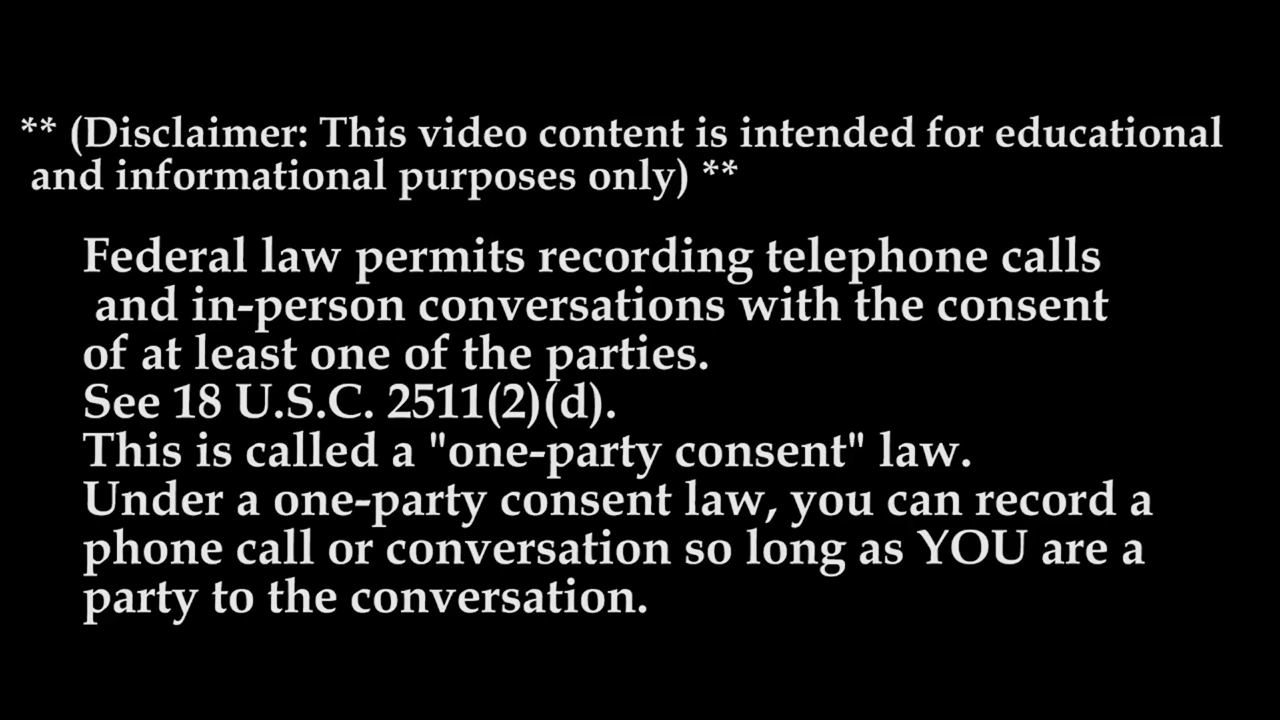 ** (Disclaimer: This video content is intended for educational
and informational purposes only) **
Federal law permits recording telephone calls
and in-person conversations with the consent
of at least one of the parties.
See 18 U.S.C. 2511(2)(d).
This is called a "one-party consent" law.
Under a one-party consent law, you can record a
phone call or conversation so long as YOU are a
party to the conversation.